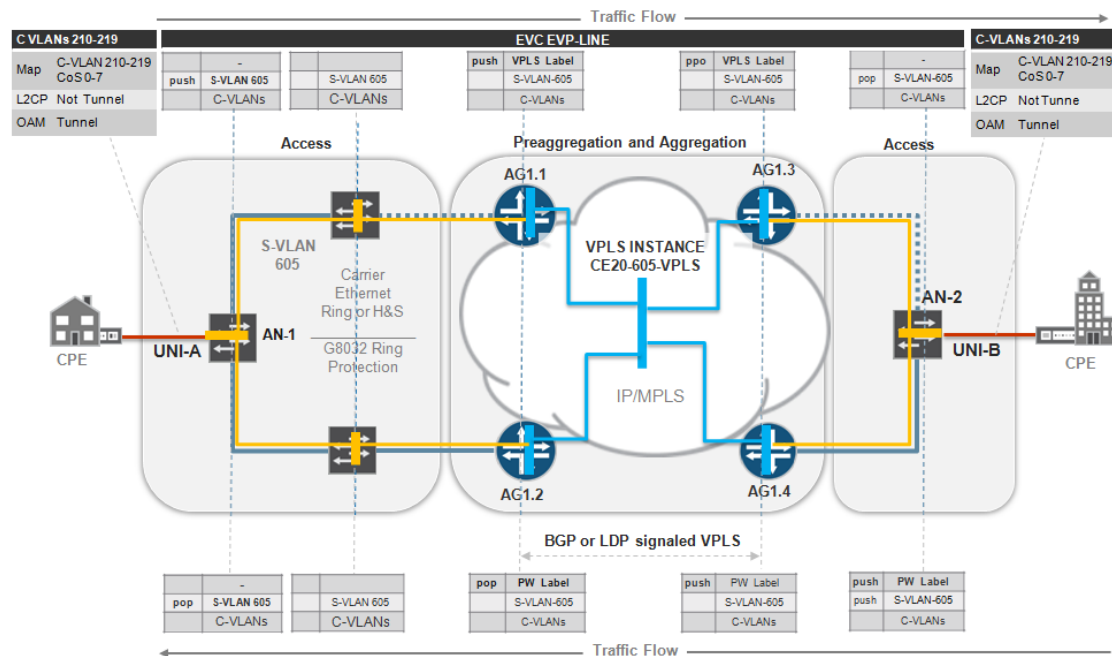 Traffic Flow
C VLANs 210-219
EVC EVP-LINE
C-VLANs 210-219
Map C-VLAN 210-219
CoS 0-7
L2CP Not Tunnel
OAM Tunnel
-
push S-VLAN 605
C-VLANs
S-VLAN 605
C-VLANs
push VPLS Label
S-VLAN-605
C-VLANs
ppo VPLS Label
S-VLAN-605
C-VLANs
-
pop S-VLAN-605
C-VLANs
Map C-VLAN 210-219
CoS 0-7
L2CP Not Tunne
OAM Tunnel
Access
Preaggregation and Aggregation
Access
AG1.1
AG1.3
S-VLAN
605
VPLS INSTANCE
CE20-605-VPLS
Carrier
Ethernet
Ring or H&S
G8032 Ring
Protection
AN-1
AN-2
CPE
UNI-A
UNI-B
CPE
IP/MPLS
AG1.2
AG1.4
BGP or LDP signaled VPLS
-
pop S-VLAN 605
C-VLANs
S-VLAN 605
C-VLANs
pop PW Label
S-VLAN-605
C-VLANs
push PW Label
S-VLAN-605
C-VLANs
push PW Label
push S-VLAN-605
C-VLANs
Traffic Flow